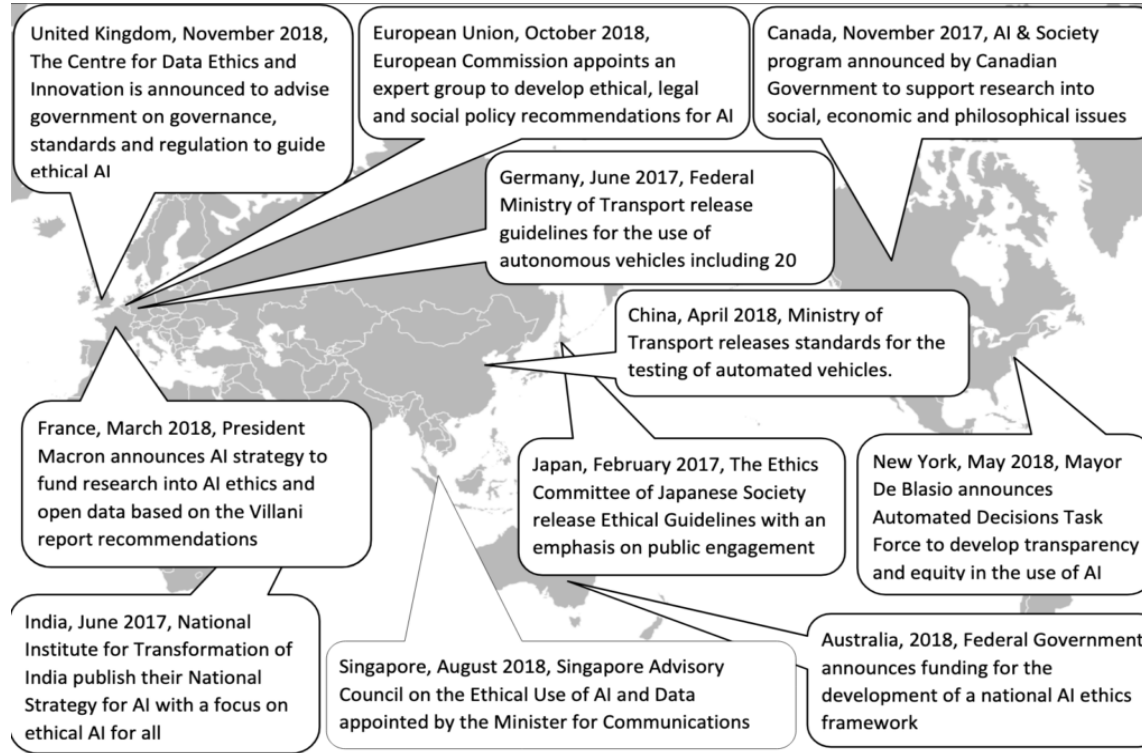 United Kingdom, November 2018,
The Centre for Data Ethics and
Innovation is announced to advise
government on governance,
standards and regulation to guide
ethical AI
European Union, October 2018,
European Commission appoints an
expert group to develop ethical, legal
and social policy recommendations for AI
Canada, November 2017, AI & Society
program announced by Canadian
Government to support research into
social, economic and philosophical issues
Germany, June 2017, Federal
Ministry of Transport release
guidelines for the use of
autonomous vehicles including 20
China, April 2018, Ministry of
Transport releases standards for the
testing of automated vehicles.
France, March 2018, President
Macron announces AI strategy to
fund research into AI ethics and
open data based on the Villani
report recommendations
Japan, February 2017, The Ethics
Committee of Japanese Society
release Ethical Guidelines with an
emphasis on public engagement
New York, May 2018, Mayor
De Blasio announces
Automated Decisions Task
Force to develop transparency
and equity in the use of AI
India, June 2017, National
Institute for Transformation of
India publish their National
Strategy for AI with a focus on
ethical AI for all
Singapore, August 2018, Singapore Advisory
Council on the Ethical Use of AI and Data
appointed by the Minister for Communications
Australia, 2018, Federal Government
announces funding for the
development of a national AI ethics
framework